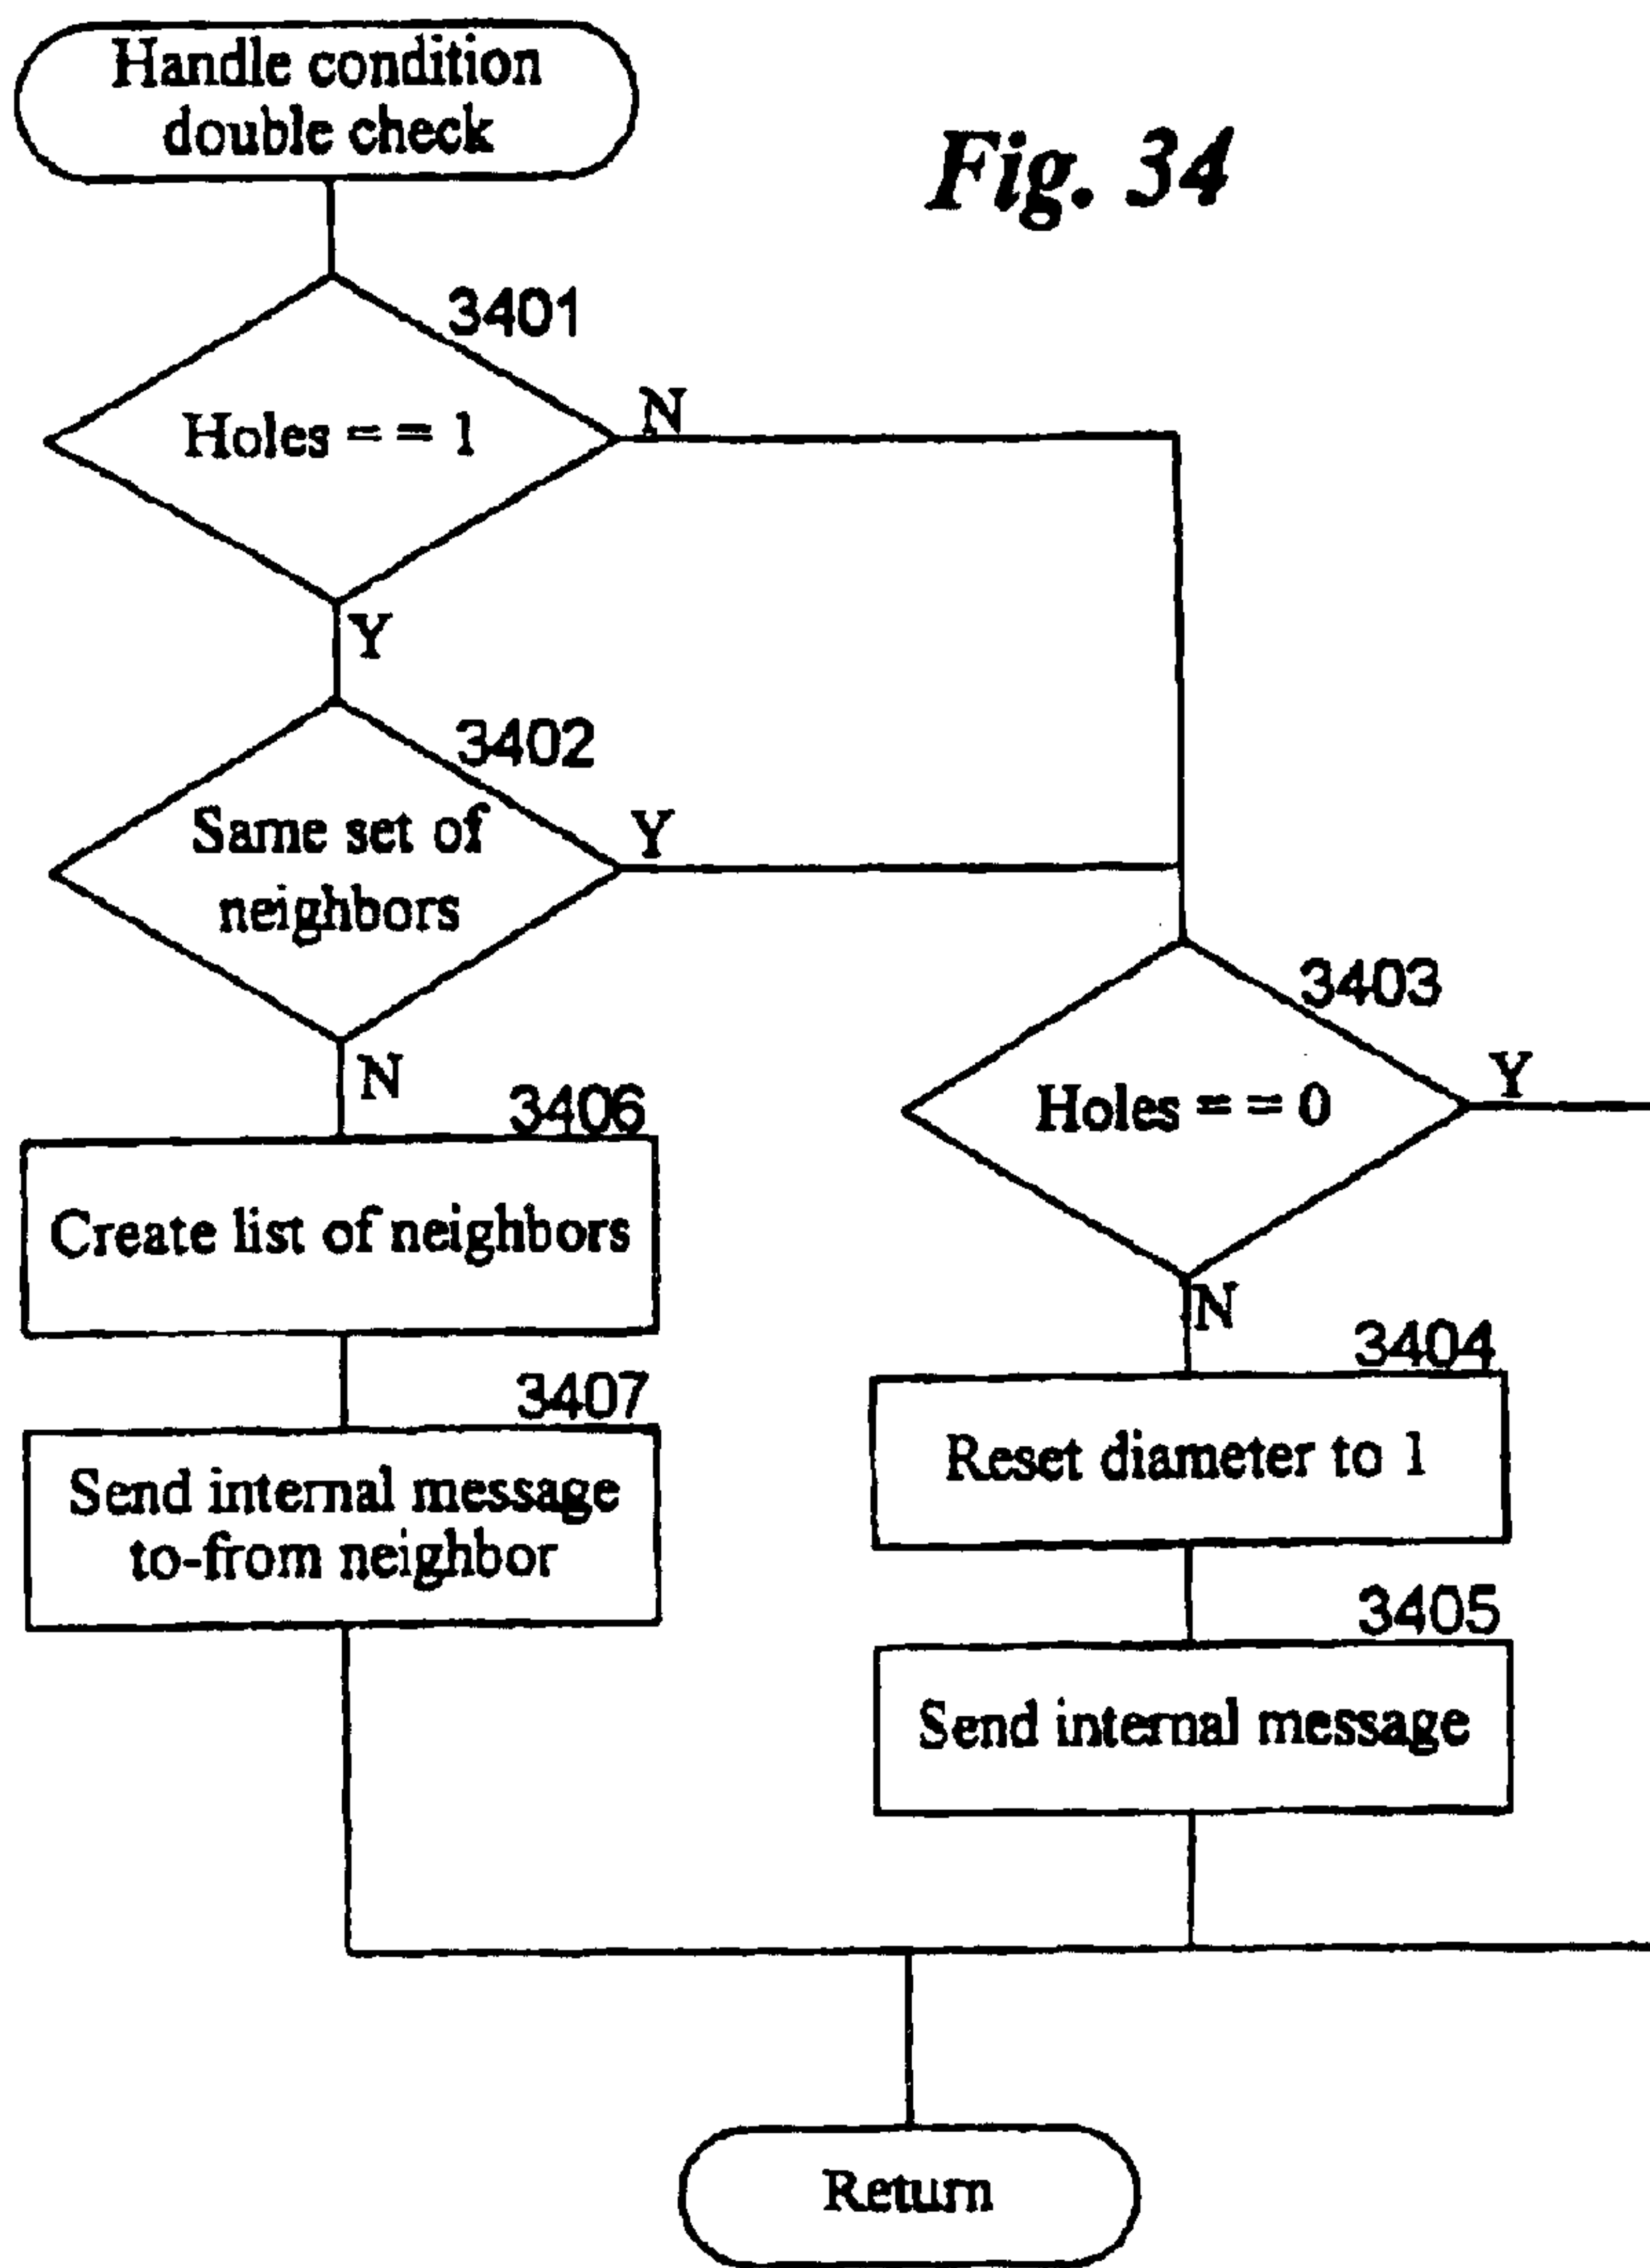 Handle condition
double check
Fig. 34
3401
Holes = = 1
N
Y
3402
Same set of
neighbors
Y
N
3403
Holes = = 0
Y
N
3406
Create list of neighbors
3404
Reset diameter to 1
3407
Send internal message
to-from neighbor
3405
Send internal message
Return